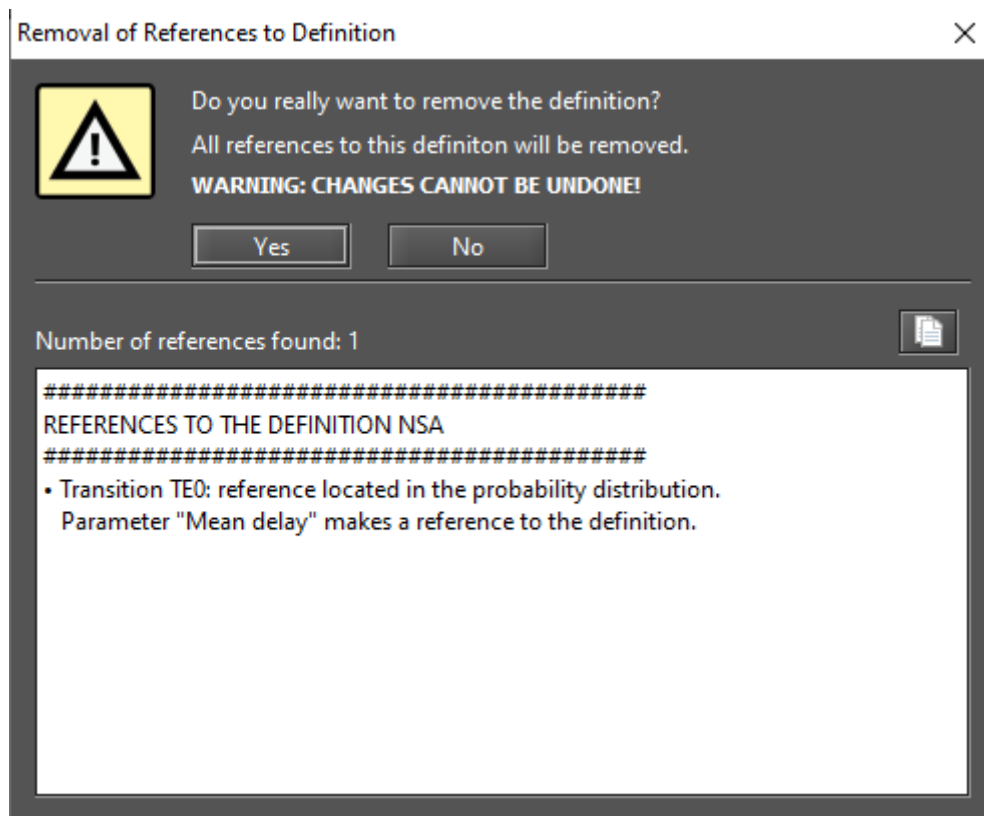 Removal of References to Definition
Do you really want to remove the definition?
All references to this definiton will be removed.
WARNING: CHANGES CANNOT BE UNDONE!
Yes No
Number of references found: 1
###########################################
REFERENCES TO THE DEFINITION NSA
###########################################
• Transition TE0: reference located in the probability distribution.
Parameter "Mean delay" makes a reference to the definition.